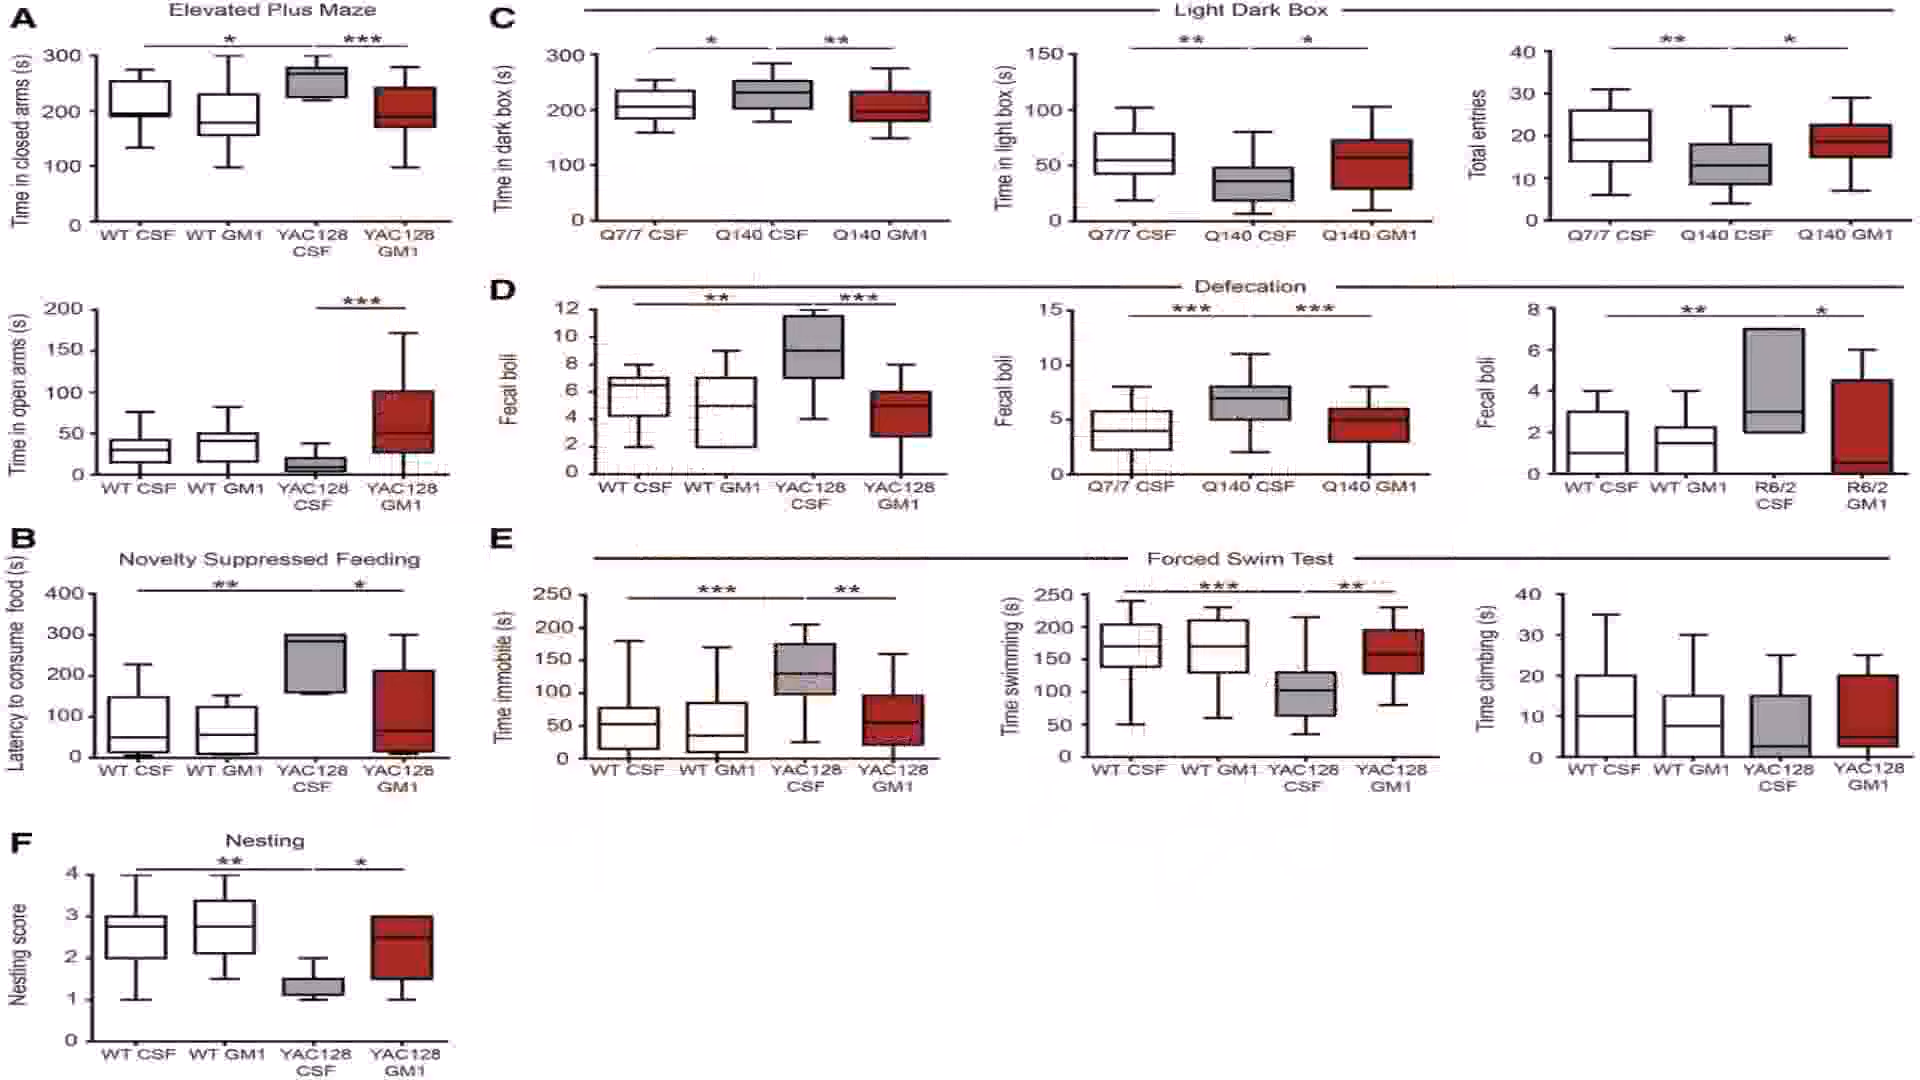 A
Elevated Plus Maze
* ***
Time in closed arms (s)
300
200
100
0
WT CSF WT GM1 YAC128 CSF YAC128 GM1
***
Time in open arms (s)
200
150
100
50
0
WT CSF WT GM1 YAC128 CSF YAC128 GM1
B
Novelty Suppressed Feeding
** *
Latency to consume food (s)
400
300
200
100
0
WT CSF WT GM1 YAC128 CSF YAC128 GM1
C
Light Dark Box
* **
Time in dark box (s)
300
200
100
0
Q7/7 CSF Q140 CSF Q140 GM1
** *
Time in light box (s)
150
100
50
0
Q7/7 CSF Q140 CSF Q140 GM1
** *
Total entries
40
30
20
10
0
Q7/7 CSF Q140 CSF Q140 GM1
D
Defecation
** ***
Fecal boli
12
10
8
6
4
2
0
WT CSF WT GM1 YAC128 CSF YAC128 GM1
*** ***
Fecal boli
15
10
5
0
Q7/7 CSF Q140 CSF Q140 GM1
** *
Fecal boli
8
6
4
2
0
WT CSF WT GM1 R6/2 CSF R6/2 GM1
E
Forced Swim Test
*** **
Time immobile (s)
250
200
150
100
50
0
WT CSF WT GM1 YAC128 CSF YAC128 GM1
*** **
Time swimming (s)
250
200
150
100
50
0
WT CSF WT GM1 YAC128 CSF YAC128 GM1
Time climbing (s)
40
30
20
10
0
WT CSF WT GM1 YAC128 CSF YAC128 GM1
F
Nesting
** *
Nesting score
4
3
2
1
0
WT CSF WT GM1 YAC128 CSF YAC128 GM1